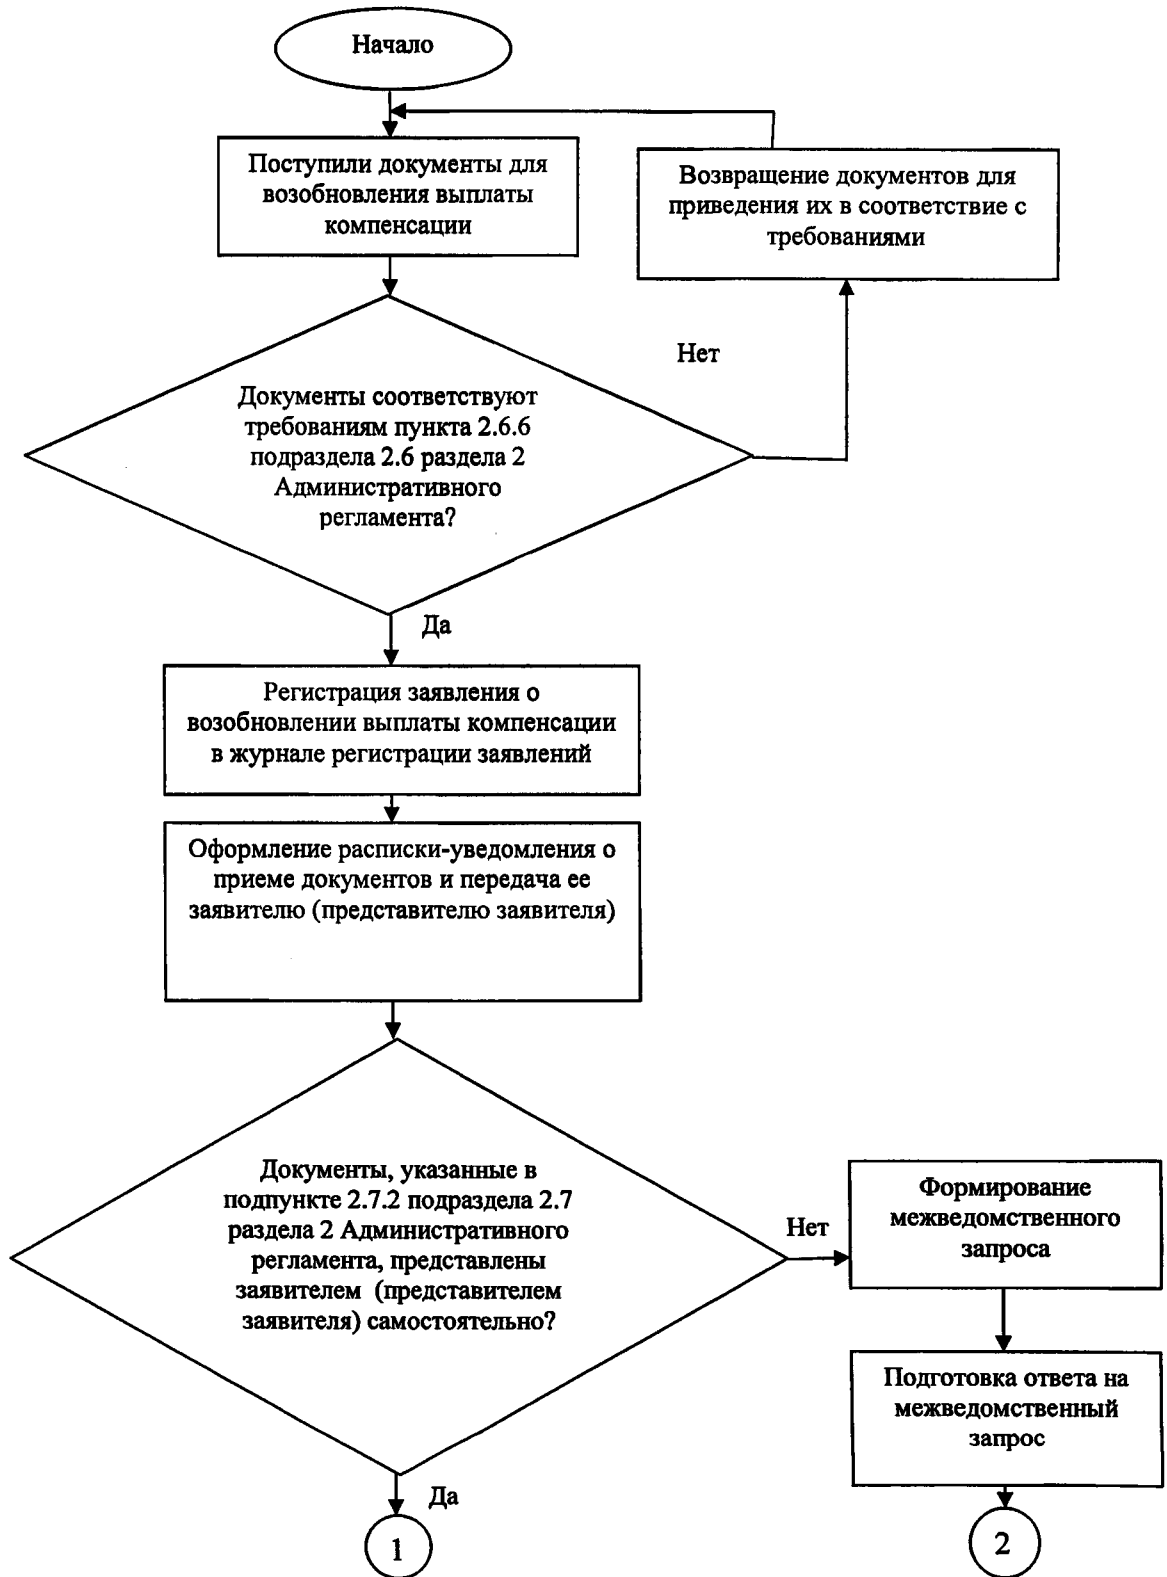 Начало
Поступили документы для
возобновления выплаты
компенсации
Возвращение документов для
приведения их в соответствие с
требованиями
Нет
Документы соответствуют
требованиям пункта 2.6.6
подраздела 2.6 раздела 2
Административного
регламента?
Да
Регистрация заявления о
возобновлении выплаты компенсации
в журнале регистрации заявлений
Оформление расписки-уведомления о
приеме документов и передача ее
заявителю (представителю заявителя)
Документы, указанные в
подпункте 2.7.2 подраздела 2.7
раздела 2 Административного
регламента, представлены
заявителем (представителем
заявителя) самостоятельно?
Нет
Формирование
межведомственного
запроса
Подготовка ответа на
межведомственный
запрос
Да
1
2